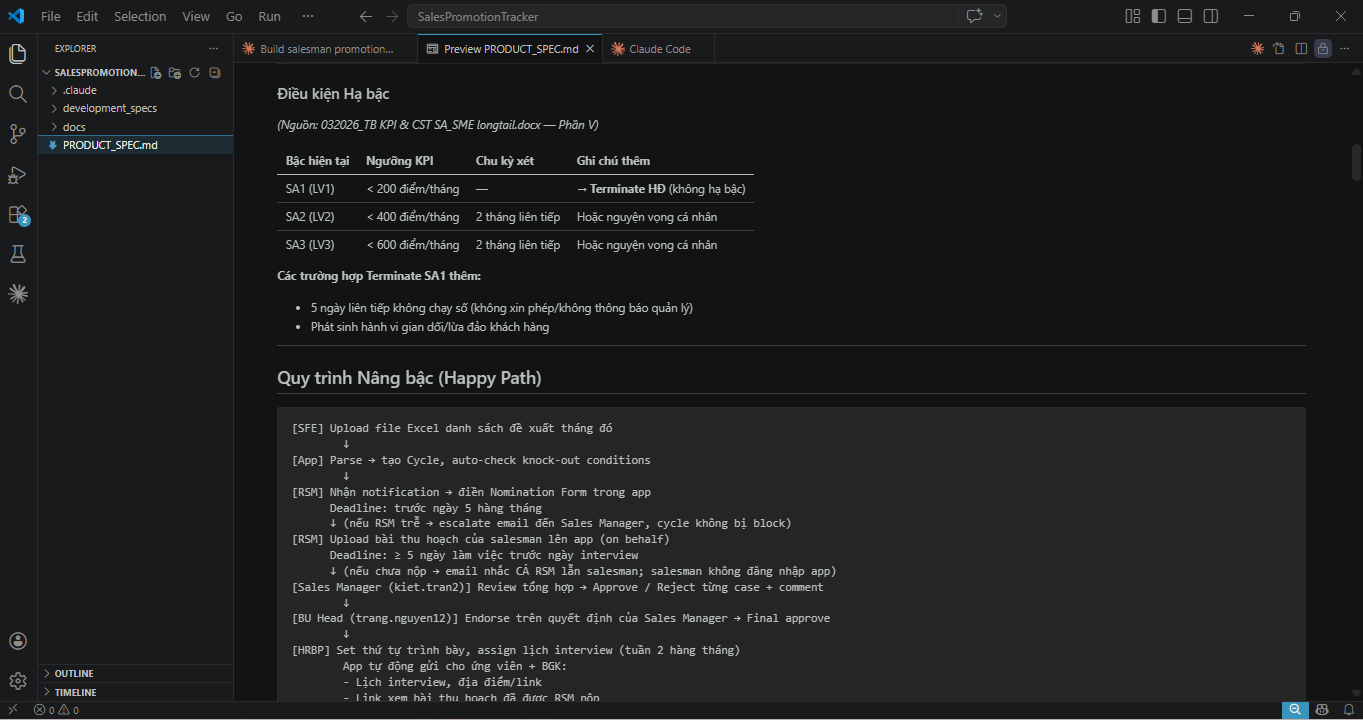 File Edit Selection View Go Run ··· SalesPromotionTracker
EXPLORER ···
SALESPROMOTION...
.claude
development_specs
docs
PRODUCT_SPEC.md
OUTLINE
TIMELINE
2
Build salesman promotion... Preview PRODUCT_SPEC.md Claude Code
Điều kiện Hạ bậc
(Nguồn: 032026_TB KPI & CST SA_SME longtail.docx — Phần V)
Bậc hiện tại Ngưỡng KPI Chu kỳ xét Ghi chú thêm
SA1 (LV1) < 200 điểm/tháng — → Terminate HĐ (không hạ bậc)
SA2 (LV2) < 400 điểm/tháng 2 tháng liên tiếp Hoặc nguyện vọng cá nhân
SA3 (LV3) < 600 điểm/tháng 2 tháng liên tiếp Hoặc nguyện vọng cá nhân
Các trường hợp Terminate SA1 thêm:
• 5 ngày liên tiếp không chạy số (không xin phép/không thông báo quản lý)
• Phát sinh hành vi gian dối/lừa đảo khách hàng
Quy trình Nâng bậc (Happy Path)
[SFE] Upload file Excel danh sách đề xuất tháng đó
↓
[App] Parse → tạo Cycle, auto-check knock-out conditions
↓
[RSM] Nhận notification → điền Nomination Form trong app
Deadline: trước ngày 5 hàng tháng
↓ (nếu RSM trễ → escalate email đến Sales Manager, cycle không bị block)
[RSM] Upload bài thu hoạch của salesman lên app (on behalf)
Deadline: ≥ 5 ngày làm việc trước ngày interview
↓ (nếu chưa nộp → email nhắc CẢ RSM lẫn salesman; salesman không đăng nhập app)
[Sales Manager (kiet.tran2)] Review tổng hợp → Approve / Reject từng case + comment
↓
[BU Head (trang.nguyen12)] Endorse trên quyết định của Sales Manager → Final approve
↓
[HRBP] Set thứ tự trình bày, assign lịch interview (tuần 2 hàng tháng)
App tự động gửi cho ứng viên + BGK:
- Lịch interview, địa điểm/link
- Link xem bài thu hoạch đã được RSM nộp
0 0